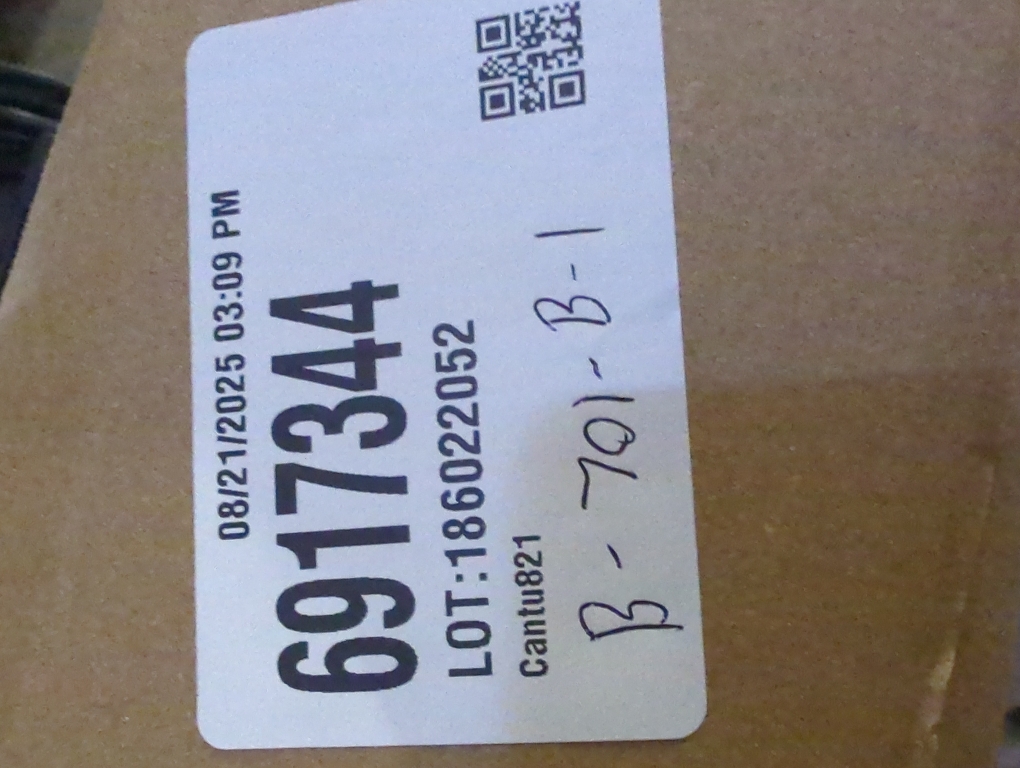 08/21/2025 03:09 PM
6917344
LOT:186022052
Cantu821
B - 701 - B - 1